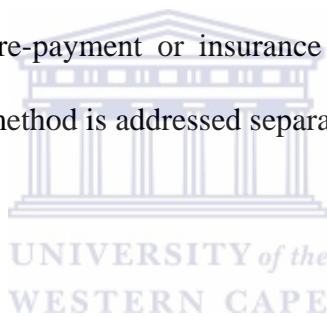 re-payment or insurance
method is addressed separa
UNIVERSITY of the
WESTERN CAPE